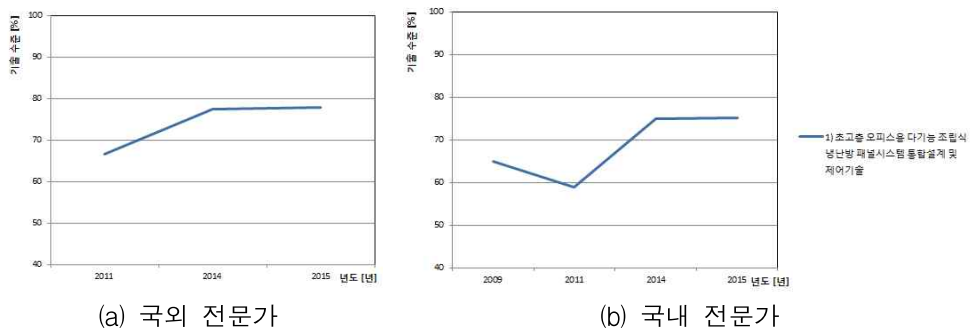 기술 수준 [%]
100
90
80
70
60
50
40
2011
2014
2015
년도 [년]
(a) 국외 전문가
기술 수준 [%]
100
90
80
70
60
50
40
2009
2011
2014
2015
년도 [년]
(b) 국내 전문가
1) 초고층 오피스용 다기능 조립식
냉난방 패널시스템 통합설계 및
제어기술